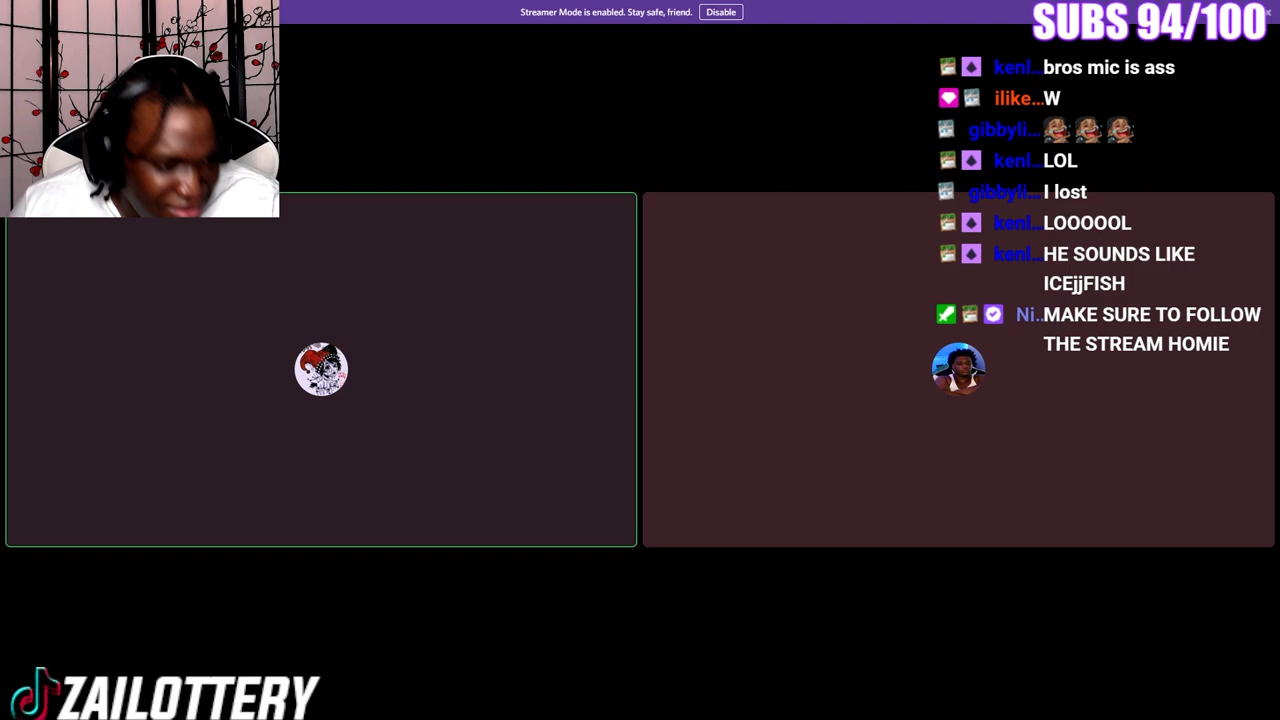 Streamer Mode is enabled. Stay safe, friend. Disable
SUBS 94/100
kenl... bros mic is ass
ilike... W
gibbyli...
kenl... LOL
gibbyli... I lost
kenl... LOOOOOL
kenl... HE SOUNDS LIKE
ICEjjFISH
Ni... MAKE SURE TO FOLLOW
THE STREAM HOMIE
ZAILOTTERY